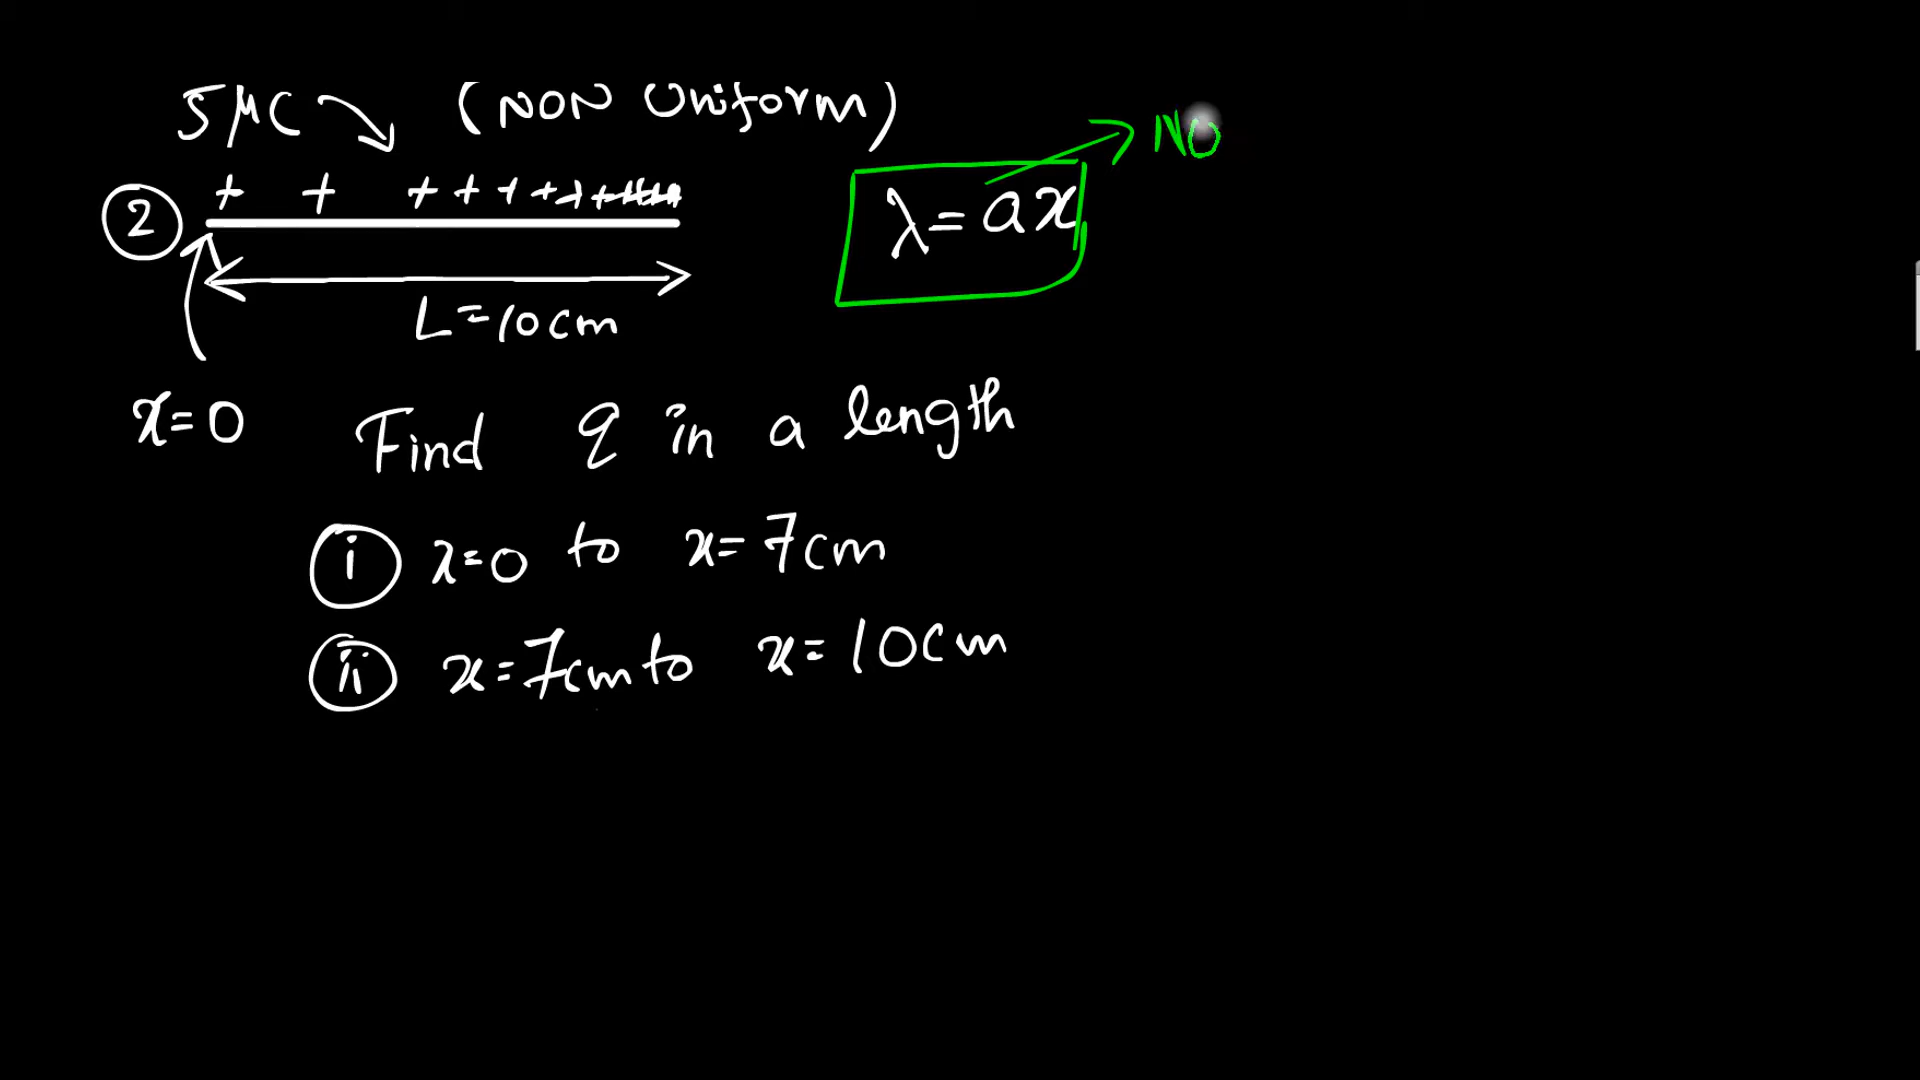 5μC (NON Uniform)
NO
λ=ax
② + + + + + + + + + + + +
L=10cm
x=0 Find q in a length
ⓘ x=0 to x=7cm
ⓘⓘ x=7cm to x=10cm